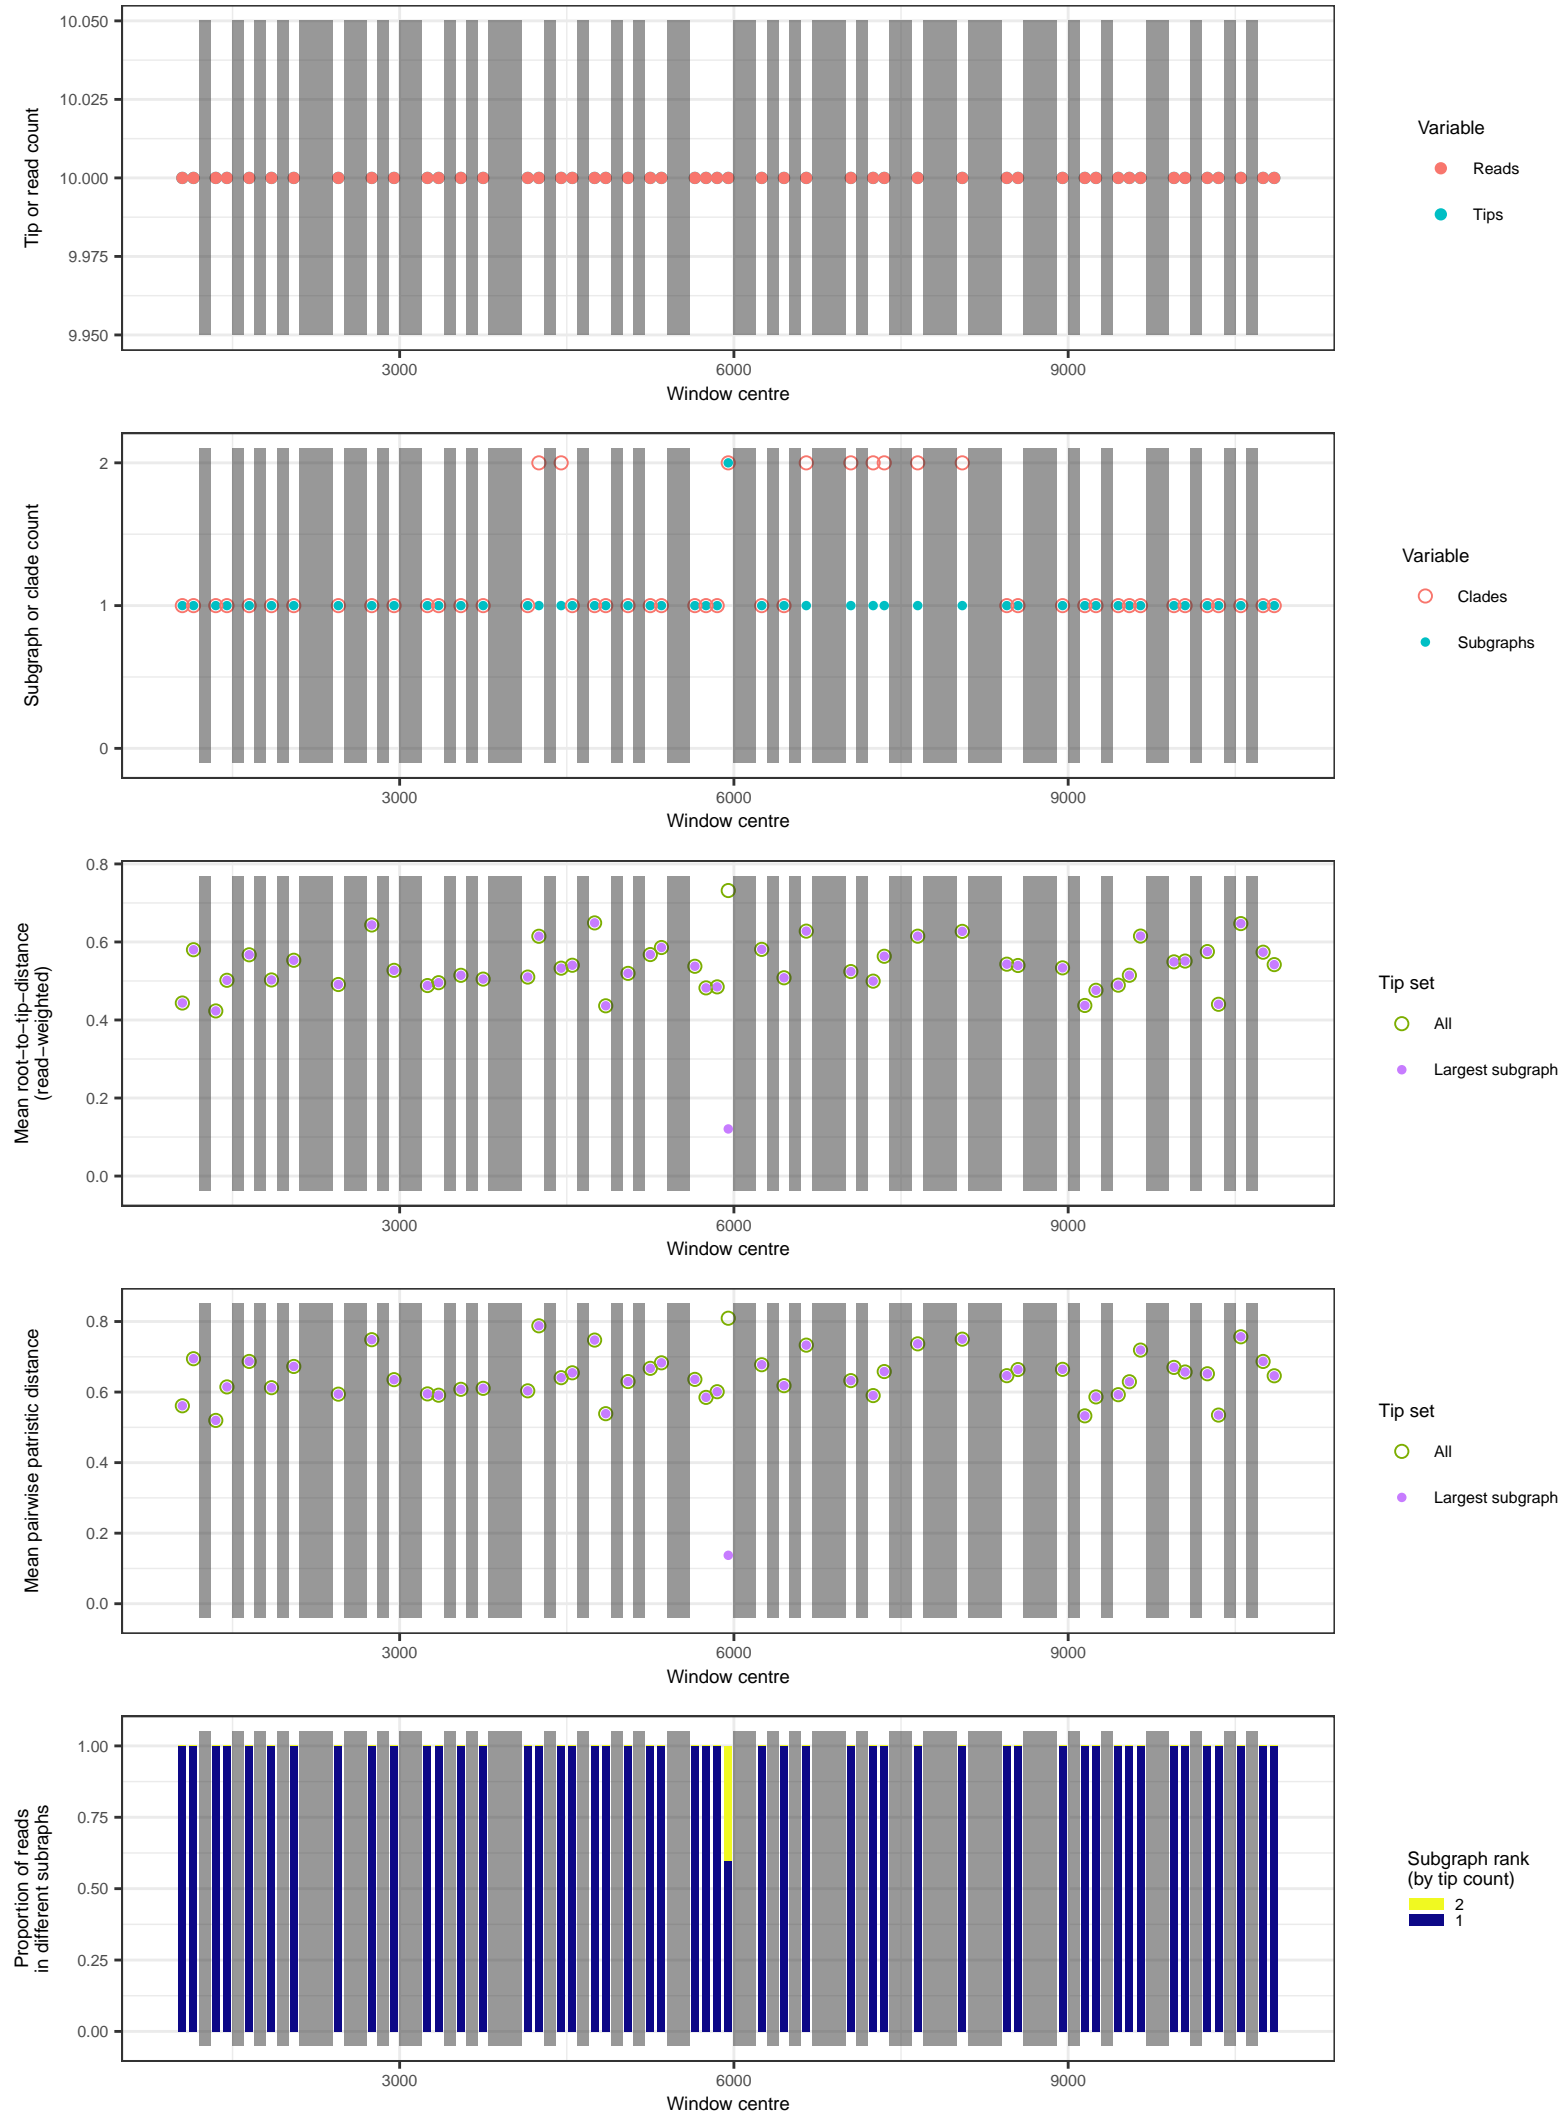 Tip or read count
10.050
10.025
10.000
9.975
9.950
3000 6000 9000
Window centre
Variable
Reads
Tips
Subgraph or clade count
2
1
0
3000 6000 9000
Window centre
Variable
Clades
Subgraphs
Mean root−to−tip−distance
(read−weighted)
0.8
0.6
0.4
0.2
0.0
3000 6000 9000
Window centre
Tip set
All
Largest subgraph
Mean pairwise patristic distance
0.8
0.6
0.4
0.2
0.0
3000 6000 9000
Window centre
Tip set
All
Largest subgraph
Proportion of reads
in different subraphs
1.00
0.75
0.50
0.25
0.00
3000 6000 9000
Window centre
Subgraph rank
(by tip count)
2
1